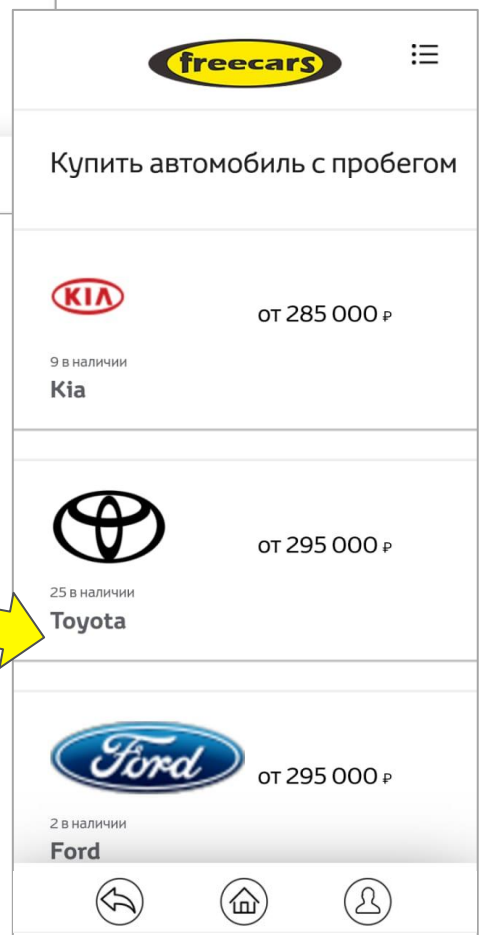 freecars
Купить автомобиль с пробегом
KIA
от 285 000 ₽
9 в наличии
Kia
от 295 000 ₽
25 в наличии
Toyota
Ford
от 295 000 ₽
2 в наличии
Ford